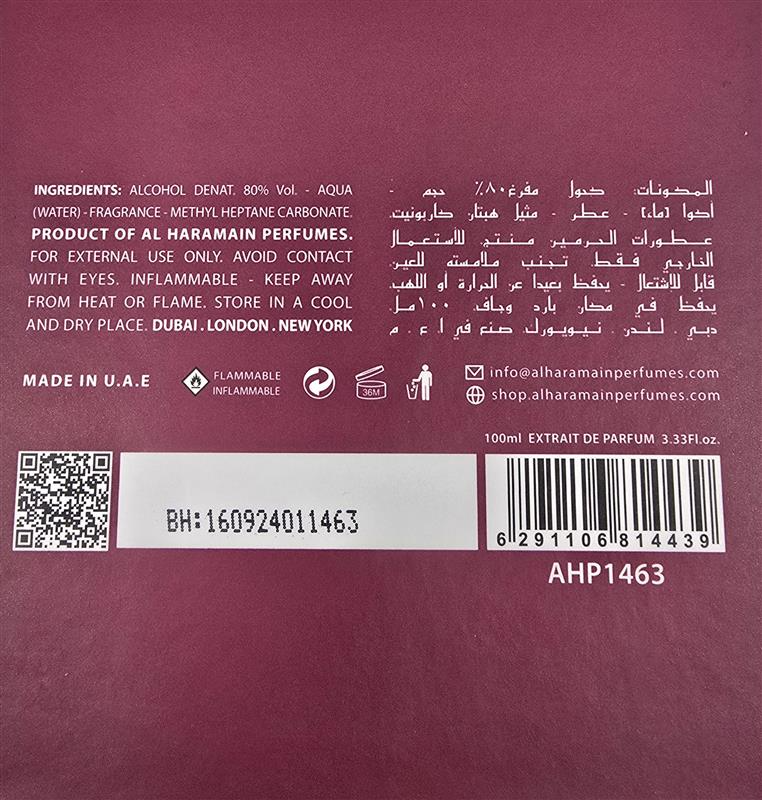 INGREDIENTS: ALCOHOL DENAT. 80% Vol. - AQUA
(WATER) - FRAGRANCE - METHYL HEPTANE CARBONATE.
PRODUCT OF AL HARAMAIN PERFUMES.
FOR EXTERNAL USE ONLY. AVOID CONTACT
WITH EYES. INFLAMMABLE - KEEP AWAY
FROM HEAT OR FLAME. STORE IN A COOL
AND DRY PLACE. DUBAI . LONDON . NEW YORK
المكونات: كحول مفرغ ٨٠٪ حجم -
أكوا [ماء] - عطر - مثيل هبتان كاربونيت.
عطورات الحرمين منتج. للأستعمال
الخارجي فقط. تجنب ملامسته للعين.
قابل للاشتعال - يحفظ بعيدا عن الحرارة أو اللهب.
يحفظ في مكان بارد وجاف. ١٠٠ مل.
دبي . لندن . نيويورك. صنع في ا . ع . م
MADE IN U.A.E
FLAMMABLE
INFLAMMABLE
36M
info@alharamainperfumes.com
shop.alharamainperfumes.com
100ml EXTRAIT DE PARFUM 3.33Fl.oz.
BH:160924011463
6 291106 814439
AHP1463